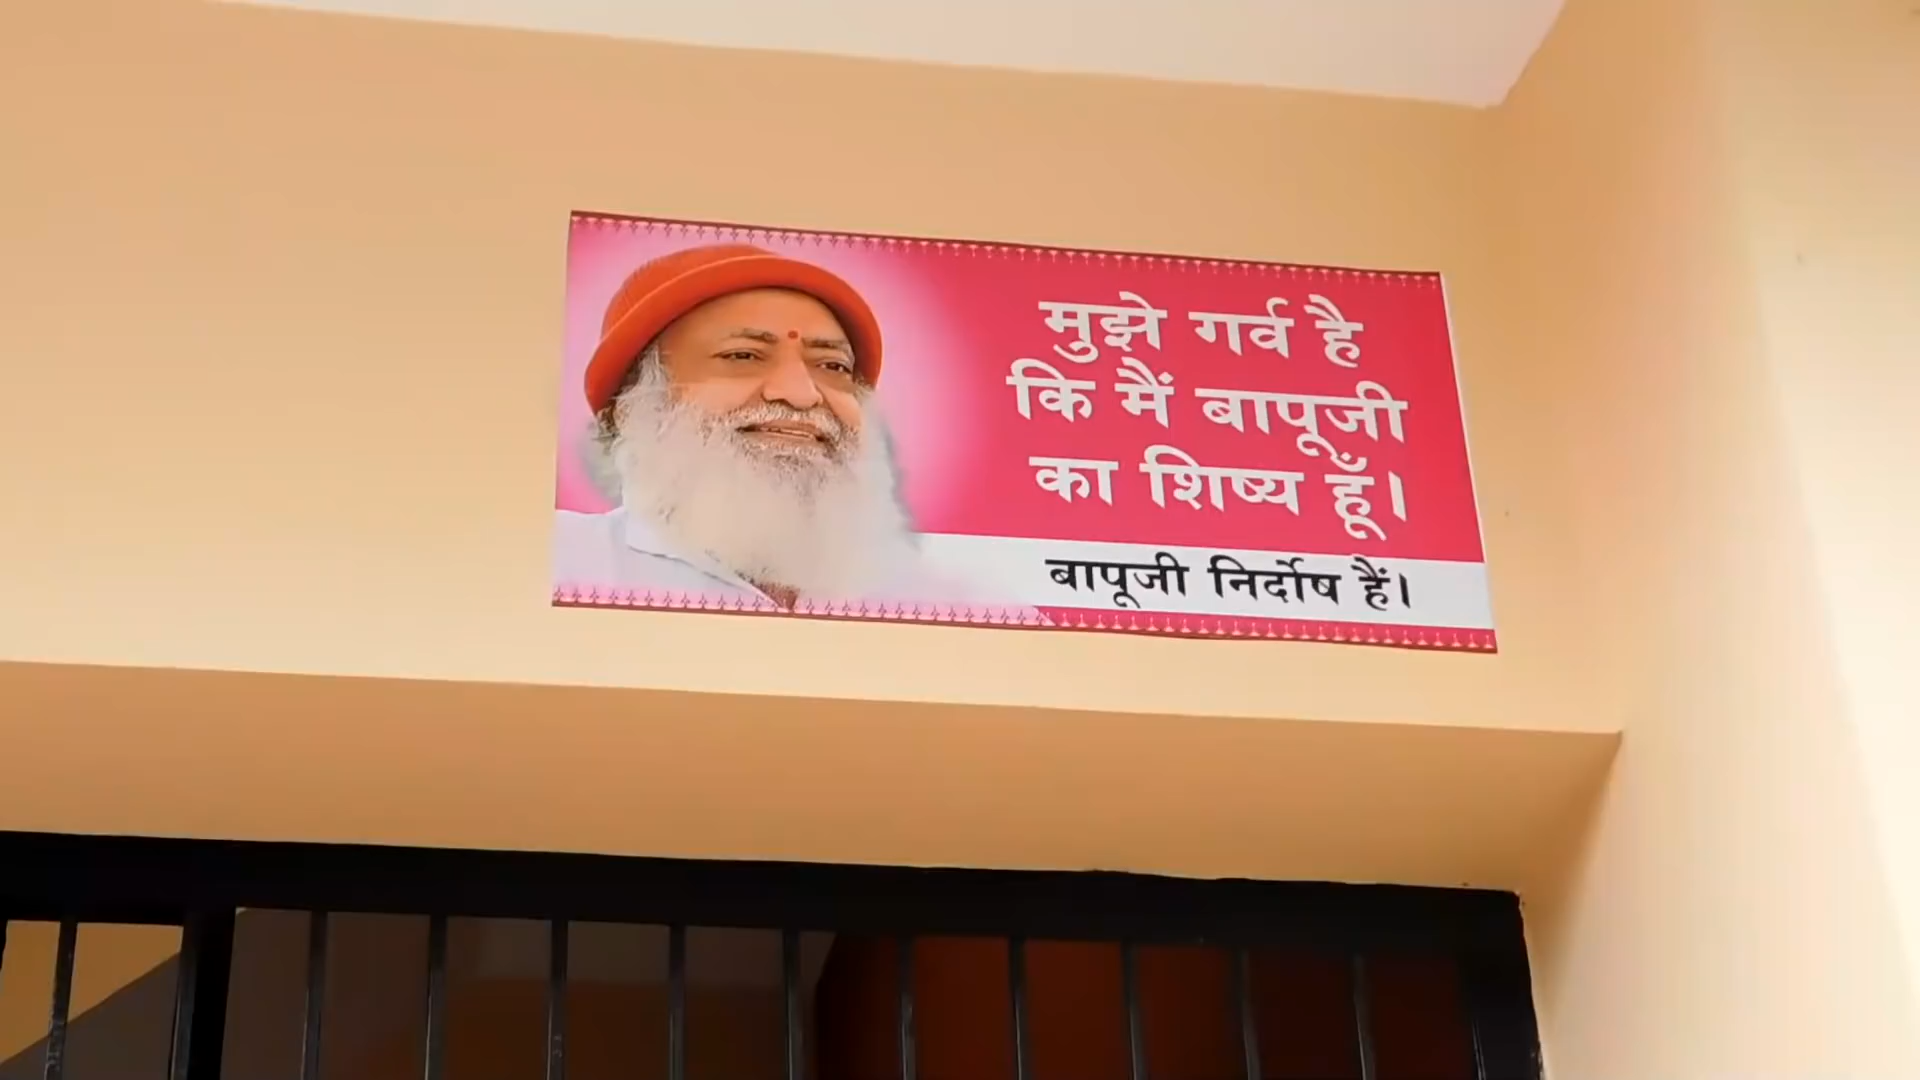 मुझे गर्व है
कि मैं बापूजी
का शिष्य हूँ।
बापूजी निर्दोष हैं।